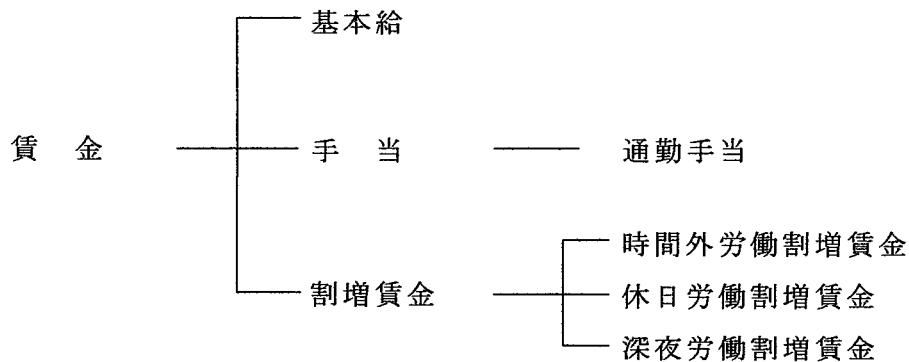 基本給
賃　金
手　当
通勤手当
時間外労働割増賃金
割増賃金
休日労働割増賃金
深夜労働割増賃金